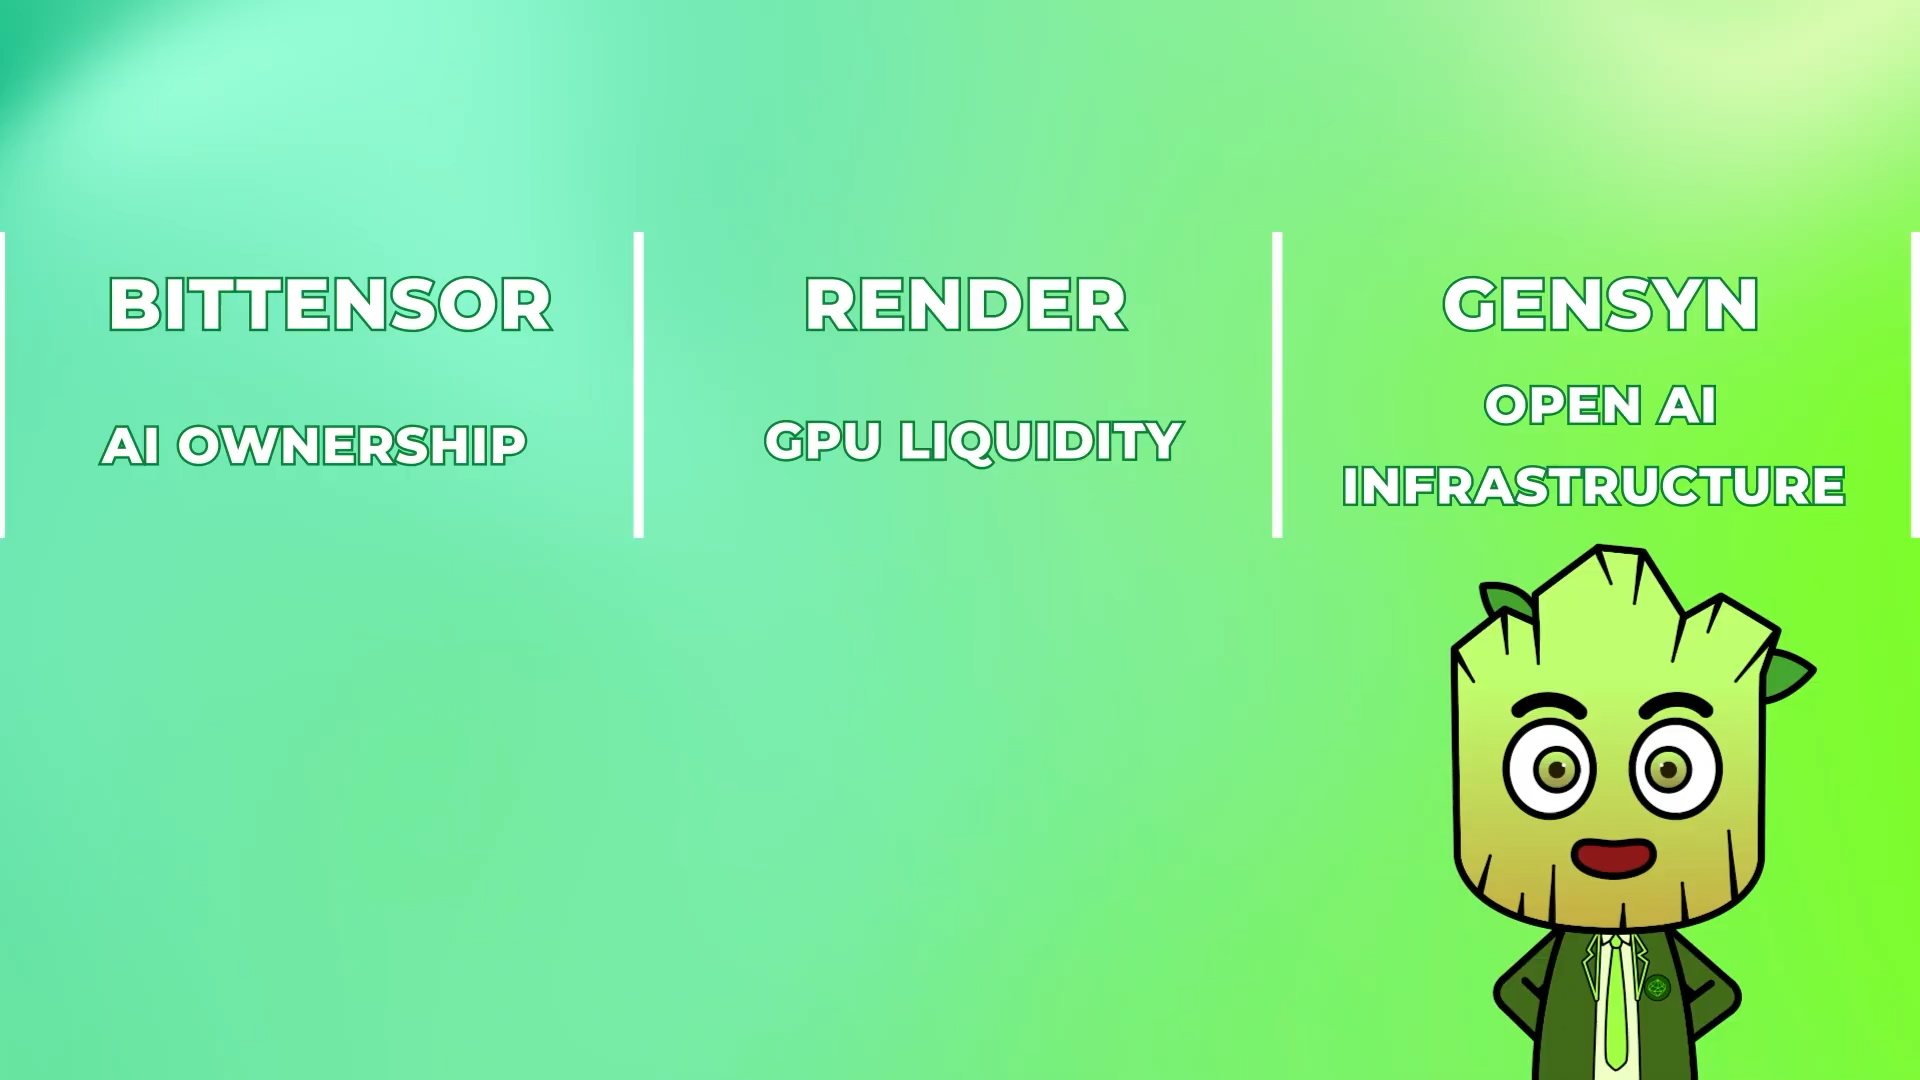 BITTENSOR
AI OWNERSHIP
RENDER
GPU LIQUIDITY
GENSYN
OPEN AI
INFRASTRUCTURE